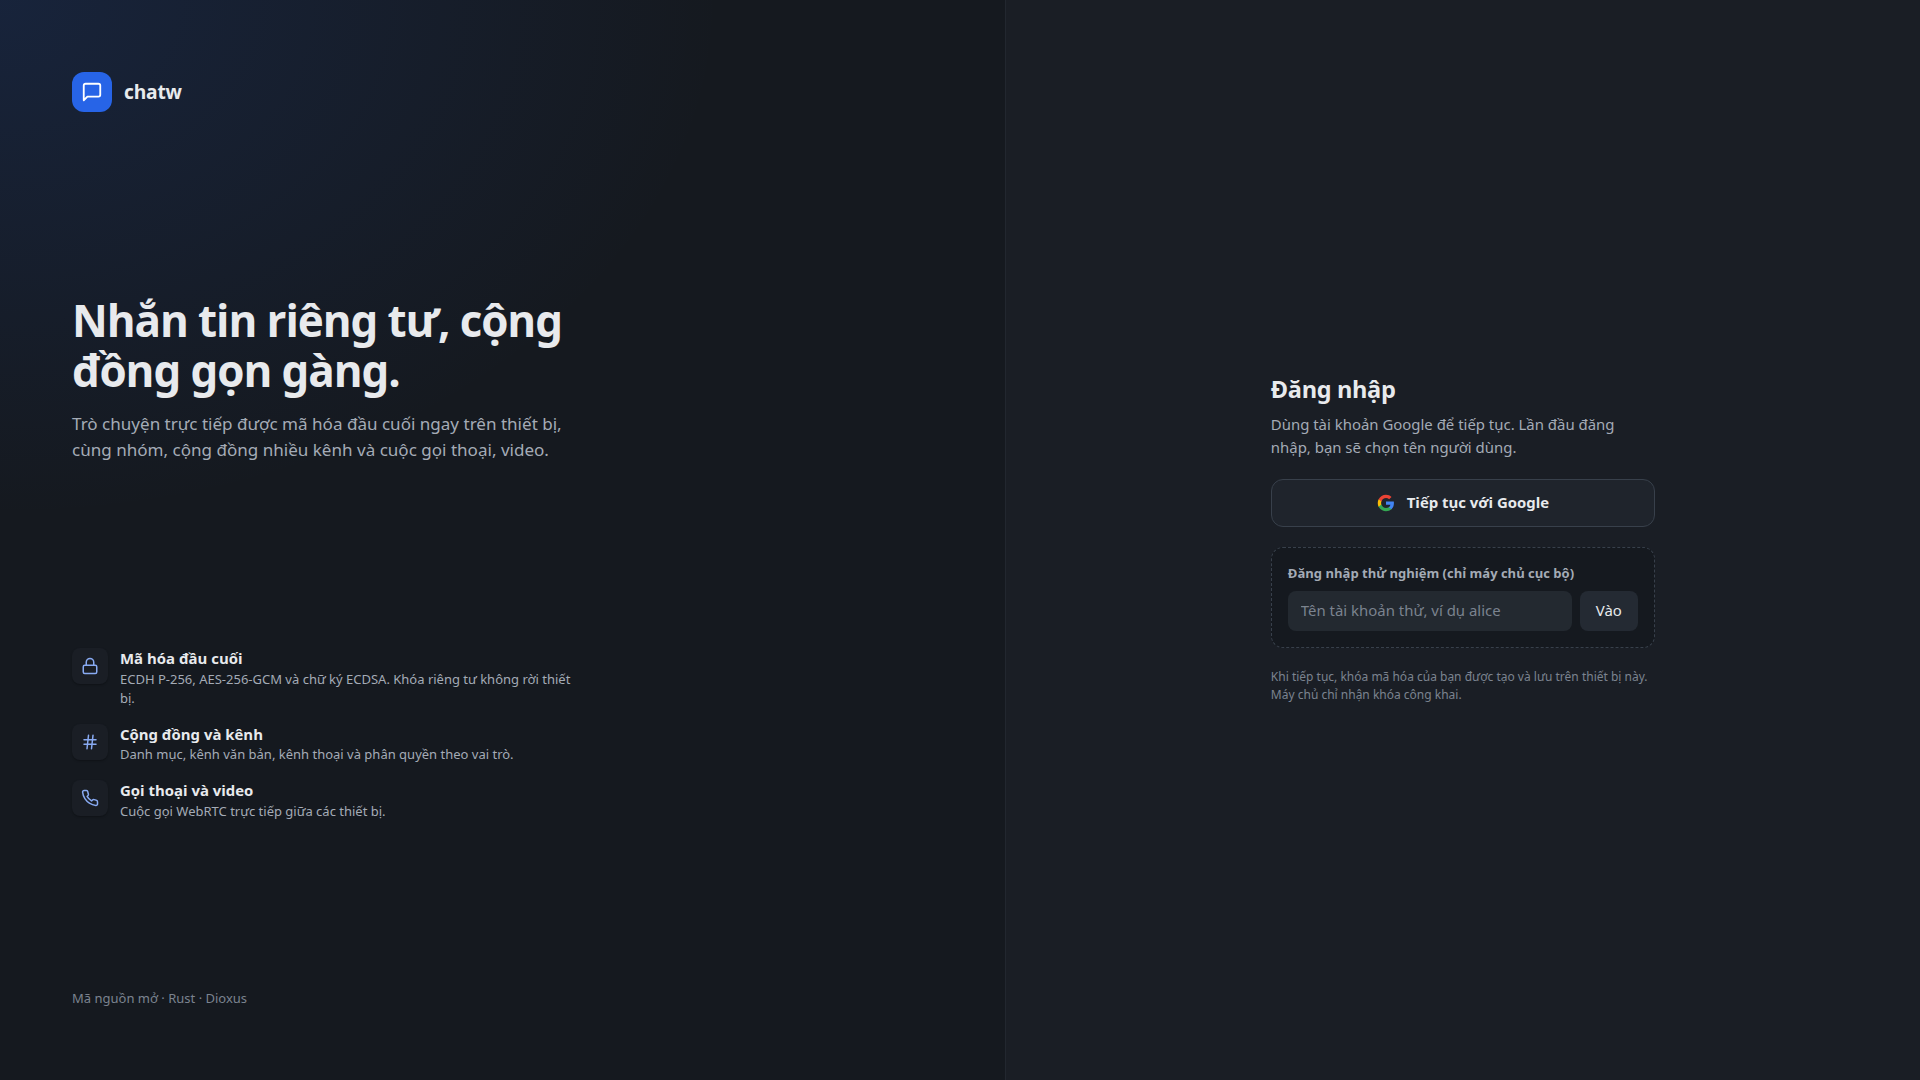 chatw
Nhắn tin riêng tư, cộng
đồng gọn gàng.
Trò chuyện trực tiếp được mã hóa đầu cuối ngay trên thiết bị,
cùng nhóm, cộng đồng nhiều kênh và cuộc gọi thoại, video.
Mã hóa đầu cuối
ECDH P-256, AES-256-GCM và chữ ký ECDSA. Khóa riêng tư không rời thiết
bị.
Cộng đồng và kênh
Danh mục, kênh văn bản, kênh thoại và phân quyền theo vai trò.
Gọi thoại và video
Cuộc gọi WebRTC trực tiếp giữa các thiết bị.
Mã nguồn mở · Rust · Dioxus
Đăng nhập
Dùng tài khoản Google để tiếp tục. Lần đầu đăng
nhập, bạn sẽ chọn tên người dùng.
Tiếp tục với Google
Đăng nhập thử nghiệm (chỉ máy chủ cục bộ)
Tên tài khoản thử, ví dụ alice
Vào
Khi tiếp tục, khóa mã hóa của bạn được tạo và lưu trên thiết bị này.
Máy chủ chỉ nhận khóa công khai.